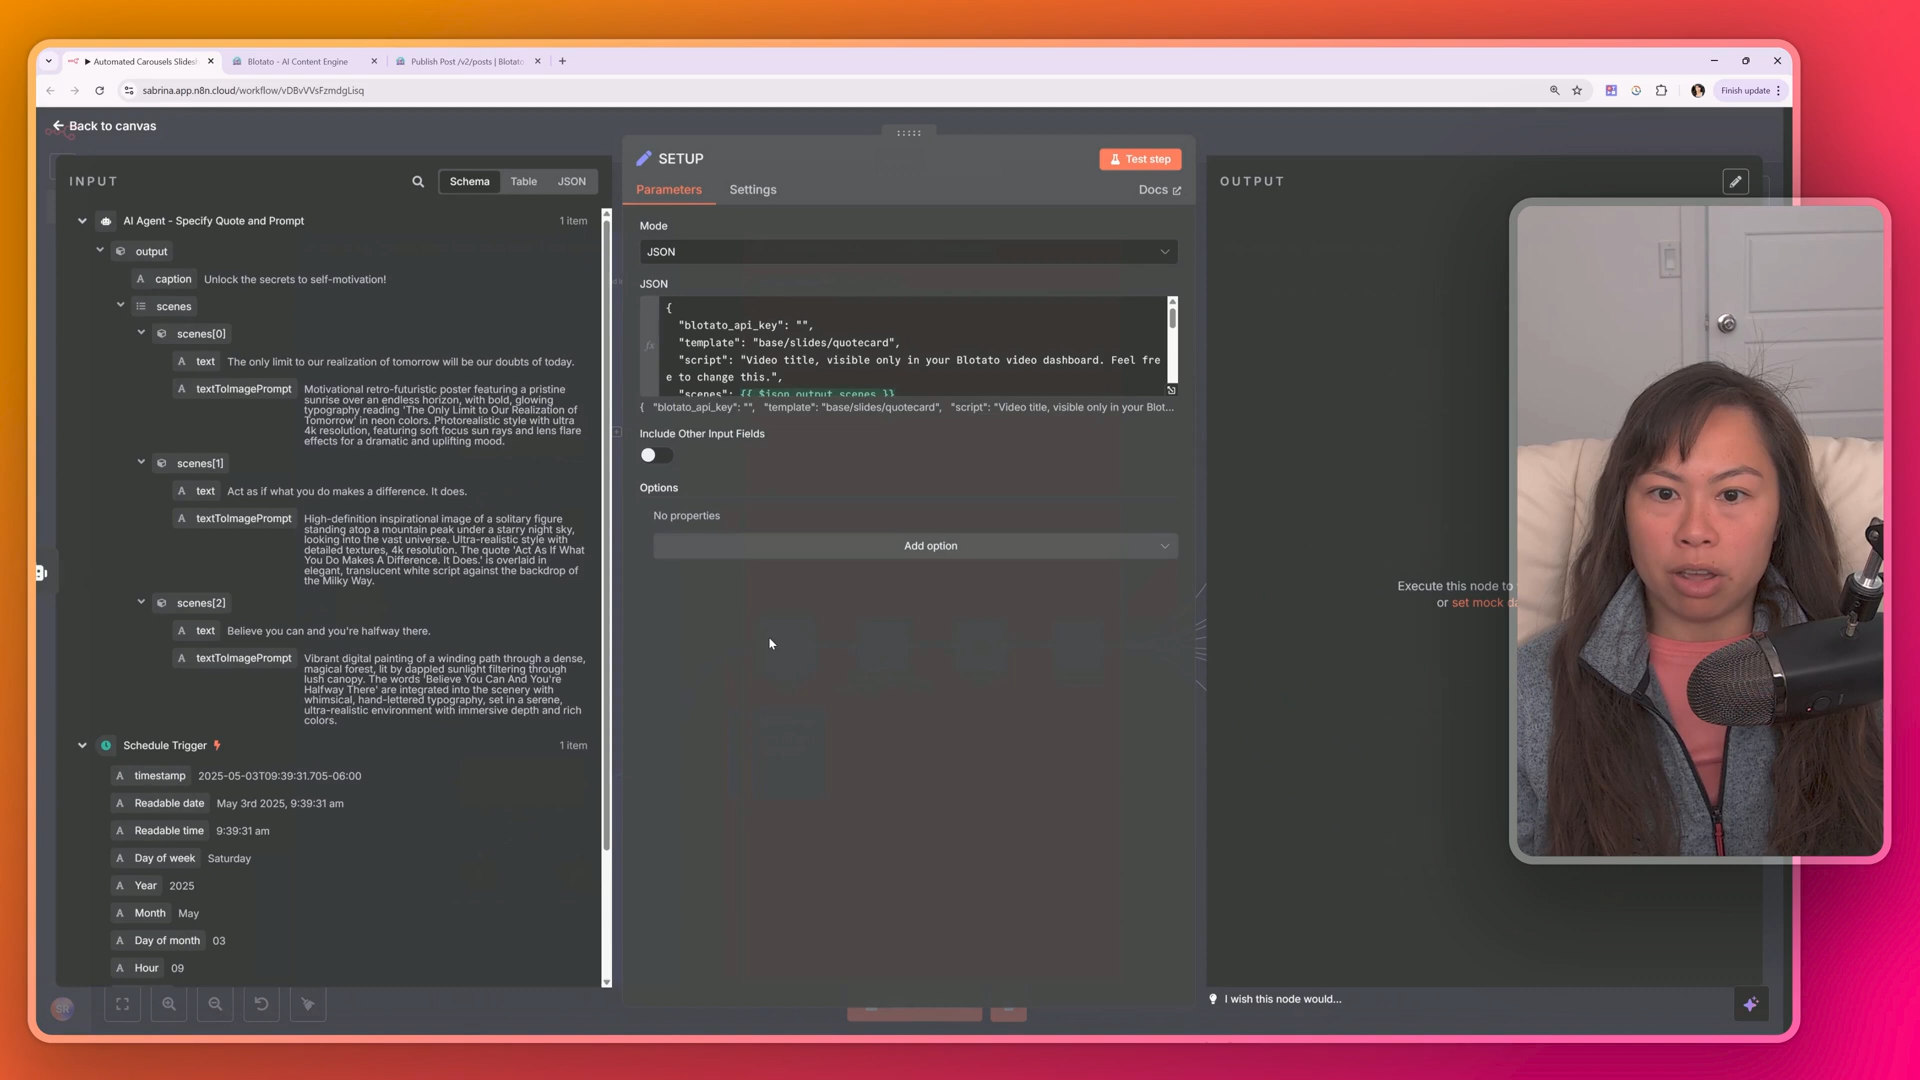 Automated Carousels Slidesh
Blotato - AI Content Engine
Publish Post /v2/posts | Blotato
sabrina.app.n8n.cloud/workflow/vDBvVVsFzmdgLisq
Finish update
Back to canvas
INPUT
Schema
Table
JSON
AI Agent - Specify Quote and Prompt
1 item
output
A caption Unlock the secrets to self-motivation!
scenes
scenes[0]
A text The only limit to our realization of tomorrow will be our doubts of today.
A textToImagePrompt Motivational retro-futuristic poster featuring a pristine
sunrise over an endless horizon, with bold, glowing
typography reading 'The Only Limit to Our Realization of
Tomorrow' in neon colors. Photorealistic style with ultra
4k resolution, featuring soft focus sun rays and lens flare
effects for a dramatic and uplifting mood.
scenes[1]
A text Act as if what you do makes a difference. It does.
A textToImagePrompt High-definition inspirational image of a solitary figure
standing atop a mountain peak under a starry night sky,
looking into the vast universe. Ultra-realistic style with
detailed textures, 4k resolution. The quote 'Act As If What
You Do Makes A Difference. It Does.' is overlaid in
elegant, translucent white script against the backdrop of
the Milky Way.
scenes[2]
A text Believe you can and you're halfway there.
A textToImagePrompt Vibrant digital painting of a winding path through a dense,
magical forest, lit by dappled sunlight filtering through
lush canopy. The words 'Believe You Can And You're
Halfway There' are integrated into the scenery with
whimsical, hand-lettered typography, set in a serene,
ultra-realistic environment with immersive depth and rich
colors.
Schedule Trigger
1 item
A timestamp 2025-05-03T09:39:31.705-06:00
A Readable date May 3rd 2025, 9:39:31 am
A Readable time 9:39:31 am
A Day of week Saturday
A Year 2025
A Month May
A Day of month 03
A Hour 09
SR
SETUP
Test step
Parameters
Settings
Docs
Mode
JSON
JSON
fx
{
"blotato_api_key": "",
"template": "base/slides/quotecard",
"script": "Video title, visible only in your Blotato video dashboard. Feel fre
e to change this.",
"scenes": {{ $json.output.scenes }}
{ "blotato_api_key": "", "template": "base/slides/quotecard", "script": "Video title, visible only in your Blot...
Include Other Input Fields
Options
No properties
Add option
OUTPUT
Execute this node to
or set mock da
I wish this node would...